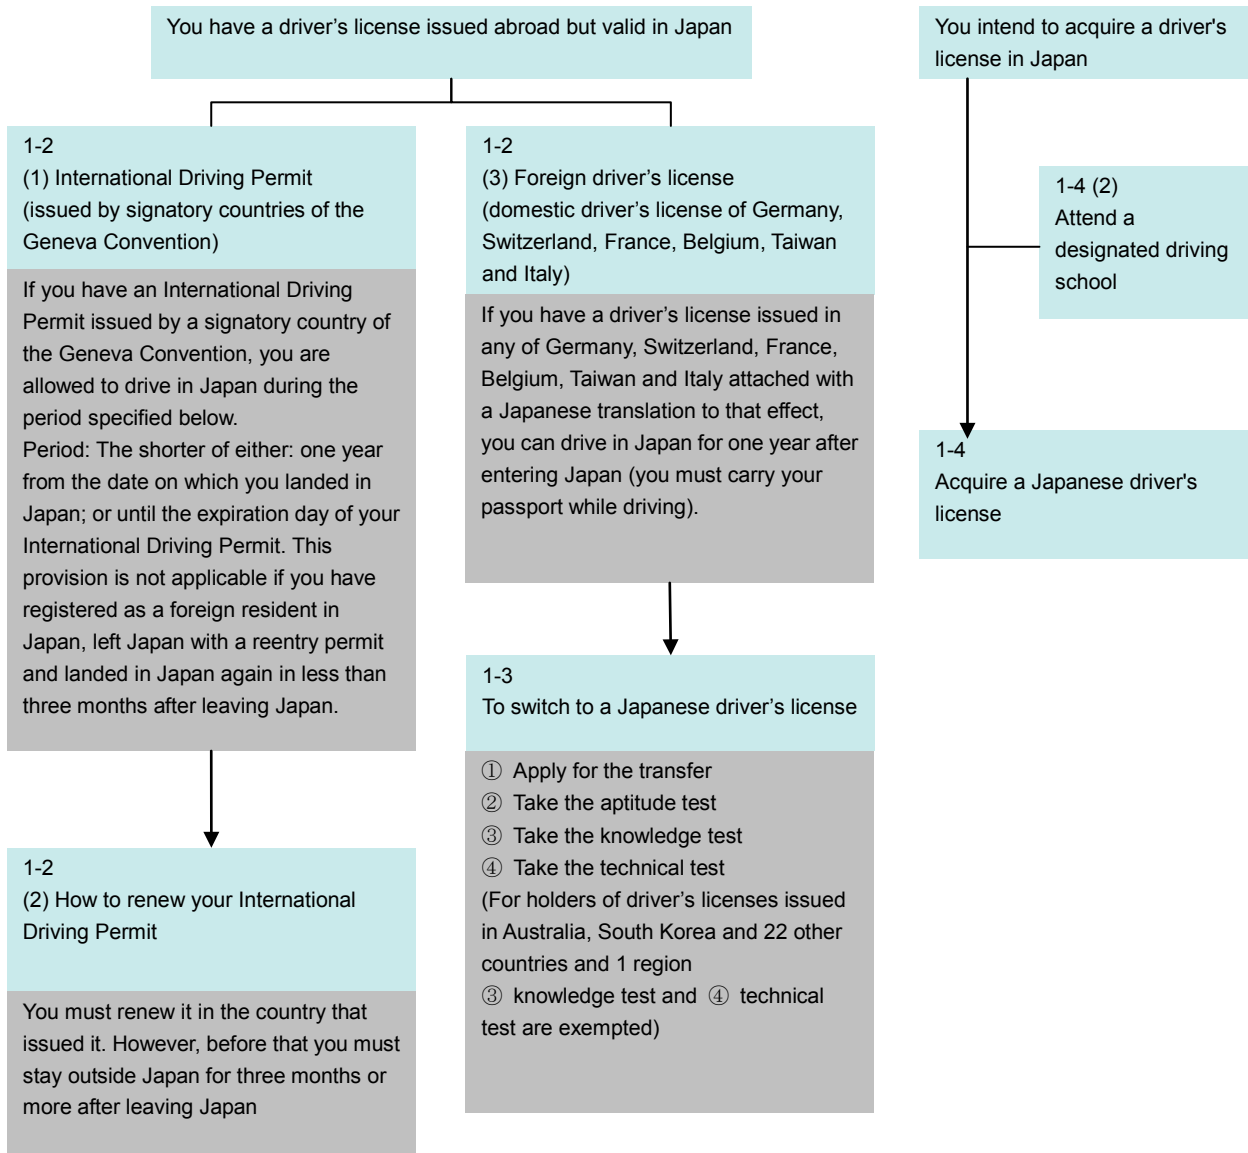 You have a driver’s license issued abroad but valid in Japan
1-2
(1) International Driving Permit
(issued by signatory countries of the
Geneva Convention)
If you have an International Driving
Permit issued by a signatory country of
the Geneva Convention, you are
allowed to drive in Japan during the
period specified below.
Period: The shorter of either: one year
from the date on which you landed in
Japan; or until the expiration day of your
International Driving Permit. This
provision is not applicable if you have
registered as a foreign resident in
Japan, left Japan with a reentry permit
and landed in Japan again in less than
three months after leaving Japan.
1-2
(2) How to renew your International
Driving Permit
You must renew it in the country that
issued it. However, before that you must
stay outside Japan for three months or
more after leaving Japan
1-2
(3) Foreign driver’s license
(domestic driver’s license of Germany,
Switzerland, France, Belgium, Taiwan
and Italy)
If you have a driver’s license issued in
any of Germany, Switzerland, France,
Belgium, Taiwan and Italy attached with
a Japanese translation to that effect,
you can drive in Japan for one year after
entering Japan (you must carry your
passport while driving).
1-3
To switch to a Japanese driver’s license
① Apply for the transfer
② Take the aptitude test
③ Take the knowledge test
④ Take the technical test
(For holders of driver’s licenses issued
in Australia, South Korea and 22 other
countries and 1 region
③ knowledge test and ④ technical
test are exempted)
You intend to acquire a driver's
license in Japan
1-4 (2)
Attend a
designated driving
school
1-4
Acquire a Japanese driver's
license